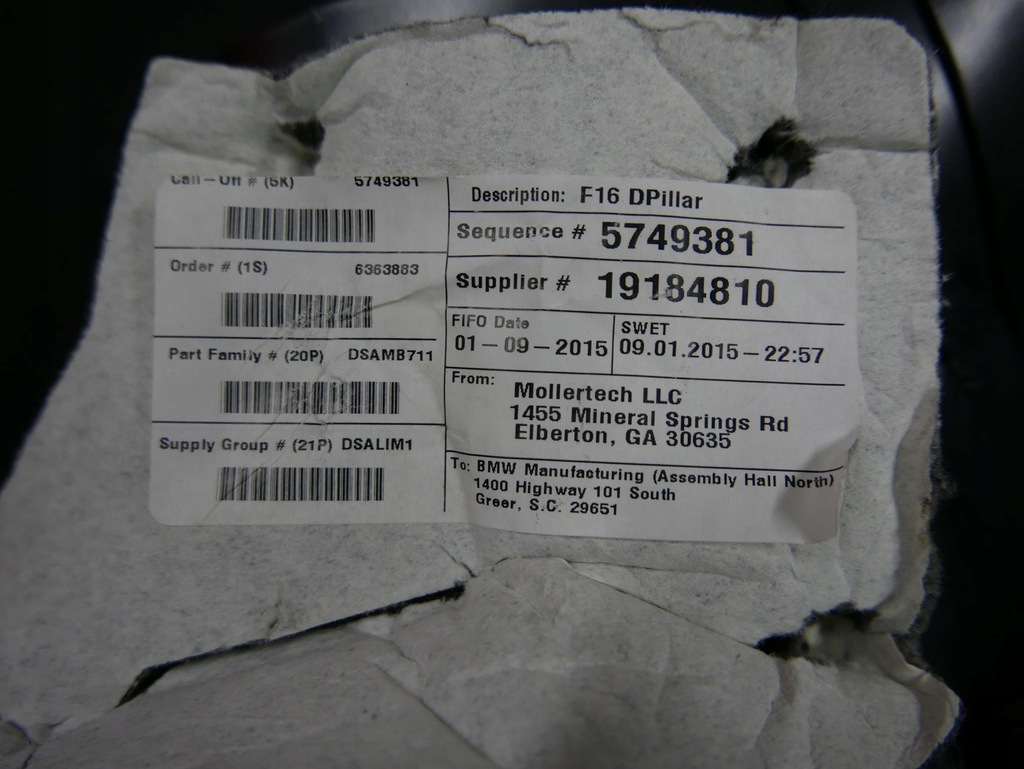 Call-Off # (5K) 5749381
Order # (1S) 6363883
Part Family # (20P) DSAMB711
Supply Group # (21P) DSALIM1
Description: F16 DPillar
Sequence # 5749381
Supplier # 19184810
FIFO Date
01-09-2015
SWET
09.01.2015-22:57
From:
Mollertech LLC
1455 Mineral Springs Rd
Elberton, GA 30635
To: BMW Manufacturing (Assembly Hall North)
1400 Highway 101 South
Greer, S.C. 29651